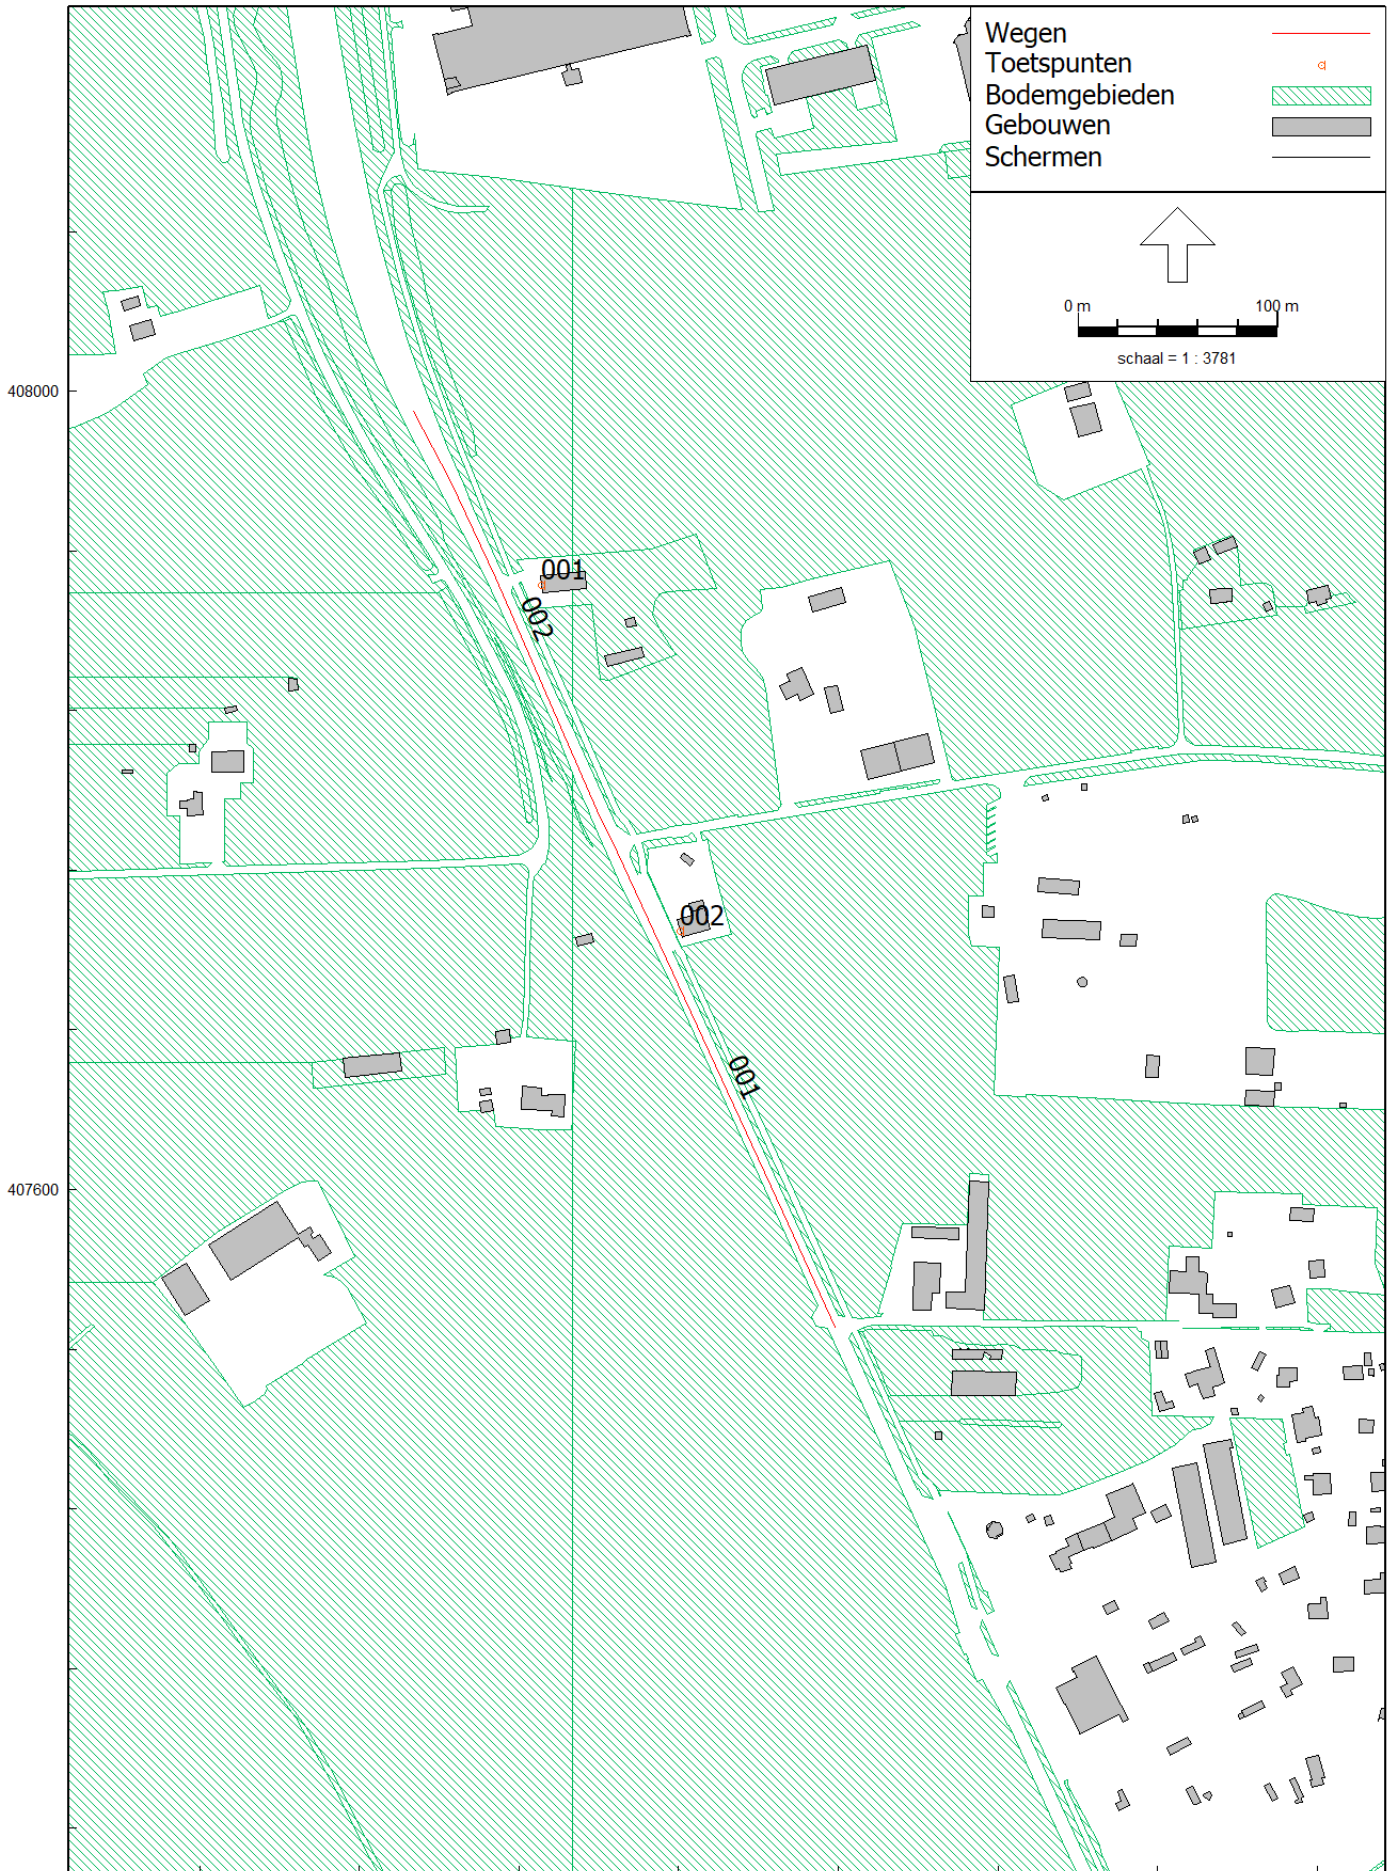 Wegen
Toetspunten
Bodemgebieden
Gebouwen
Schermen
0 m 100 m
schaal = 1 : 3781
408000
001
002
002
001
407600